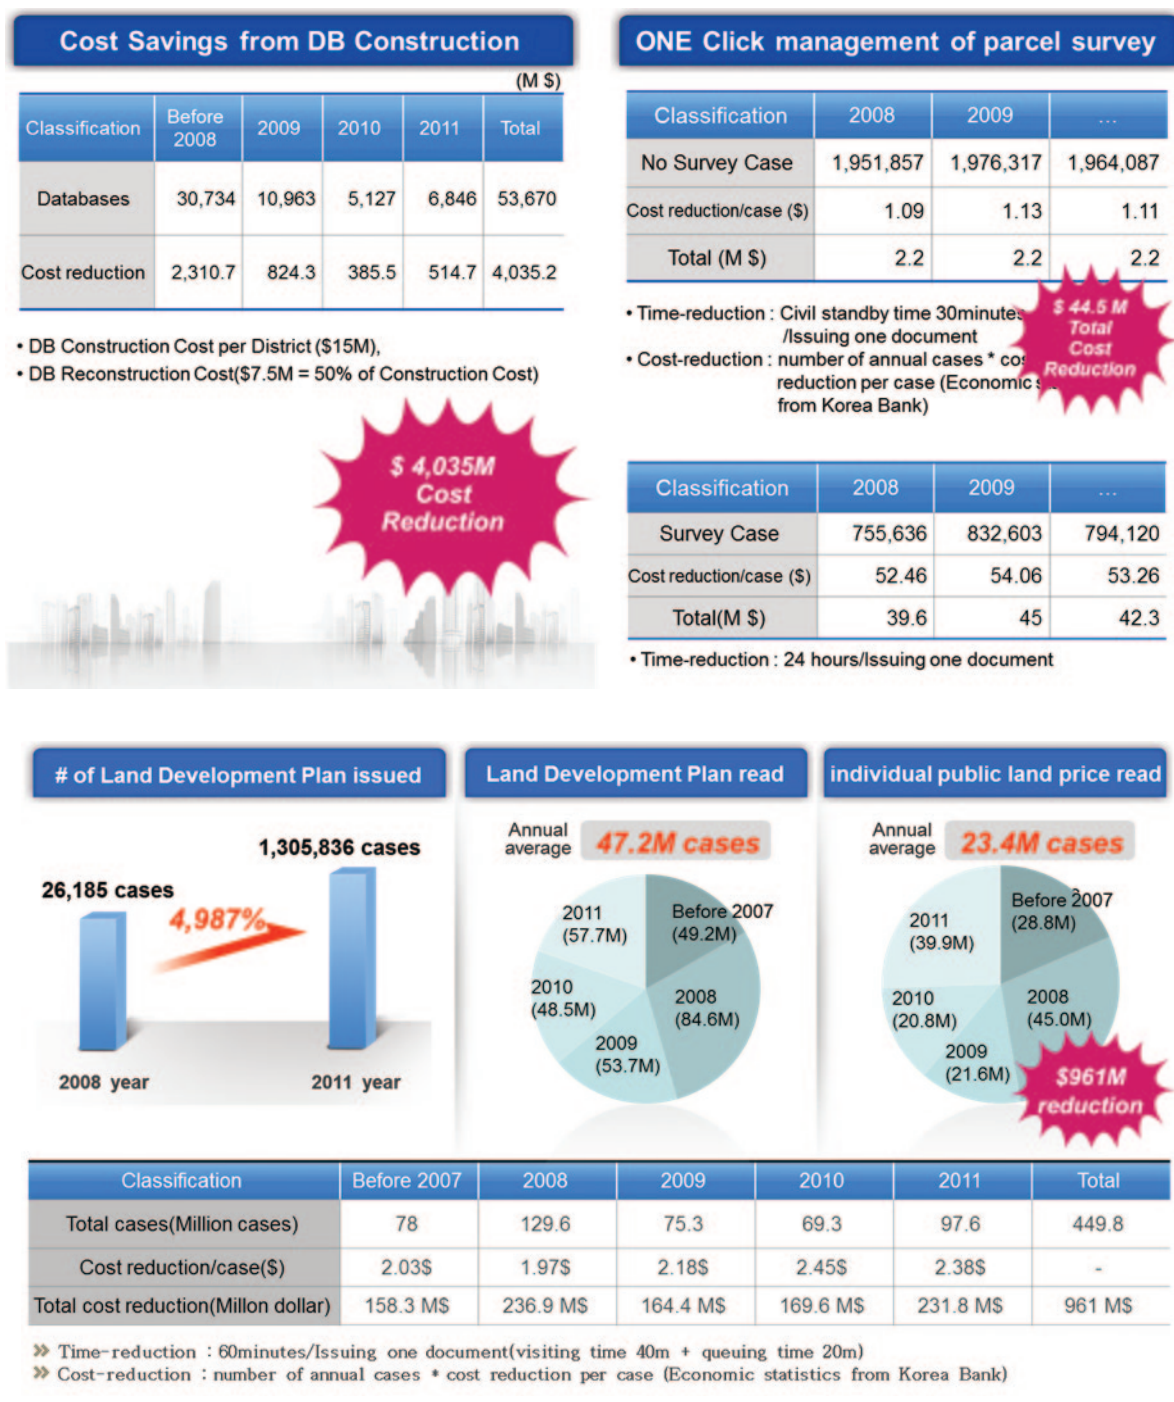 Cost Savings from DB Construction
(M $)
Classification Before 2008 2009 2010 2011 Total
Databases 30,734 10,963 5,127 6,846 53,670
Cost reduction 2,310.7 824.3 385.5 514.7 4,035.2
• DB Construction Cost per District ($15M),
• DB Reconstruction Cost($7.5M = 50% of Construction Cost)
$ 4,035M
Cost
Reduction
ONE Click management of parcel survey
Classification 2008 2009 ...
No Survey Case 1,951,857 1,976,317 1,964,087
Cost reduction/case ($) 1.09 1.13 1.11
Total (M $) 2.2 2.2 2.2
• Time-reduction : Civil standby time 30minutes
/Issuing one document
• Cost-reduction : number of annual cases *
reduction per case (Economic
from Korea Bank)
$ 44.5 M
Total
Cost
Reduction
Classification 2008 2009 ...
Survey Case 755,636 832,603 794,120
Cost reduction/case ($) 52.46 54.06 53.26
Total(M $) 39.6 45 42.3
• Time-reduction : 24 hours/Issuing one document
# of Land Development Plan issued
26,185 cases
1,305,836 cases
4,987%
2008 year
2011 year
Land Development Plan read
Annual
average
47.2M cases
Before 2007
(49.2M)
2008
(84.6M)
2009
(53.7M)
2010
(48.5M)
2011
(57.7M)
individual public land price read
Annual
average
23.4M cases
Before 2007
(28.8M)
2008
(45.0M)
2009
(21.6M)
2010
(20.8M)
2011
(39.9M)
$961M
reduction
Classification Before 2007 2008 2009 2010 2011 Total
Total cases(Million cases) 78 129.6 75.3 69.3 97.6 449.8
Cost reduction/case($) 2.03$ 1.97$ 2.18$ 2.45$ 2.38$ -
Total cost reduction(Millon dollar) 158.3 M$ 236.9 M$ 164.4 M$ 169.6 M$ 231.8 M$ 961 M$
» Time-reduction : 60minutes/Issuing one document(visiting time 40m + queuing time 20m)
» Cost-reduction : number of annual cases * cost reduction per case (Economic statistics from Korea Bank)